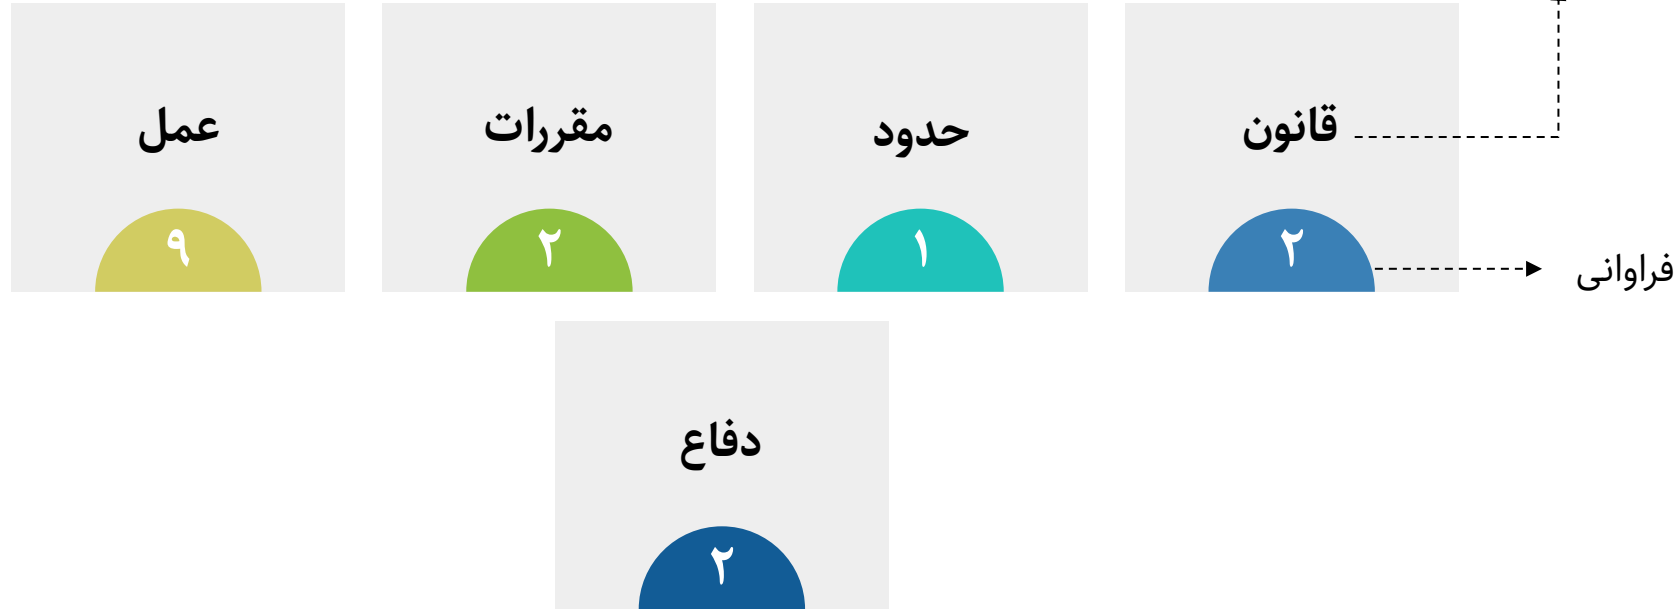 قانون
حدود
مقررات
عمل
۲
۱
۲
۹
فراوانی
دفاع
۲